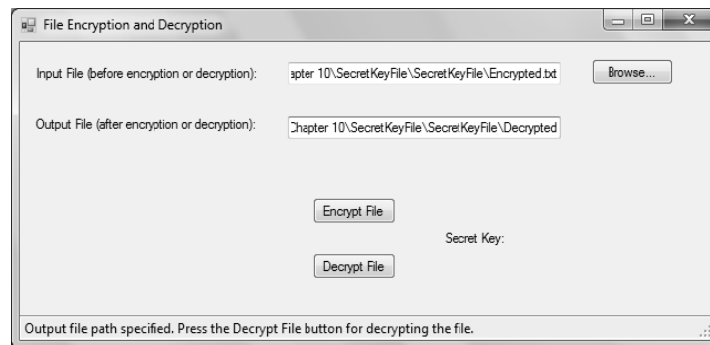 File Encryption and Decryption
Input File (before encryption or decryption): apter 10\SecretKeyFile\SecretKeyFile\Encrypted.txt Browse...
Output File (after encryption or decryption): Chapter 10\SecretKeyFile\SecretKeyFile\Decrypted
Encrypt File
Secret Key:
Decrypt File
Output file path specified. Press the Decrypt File button for decrypting the file.